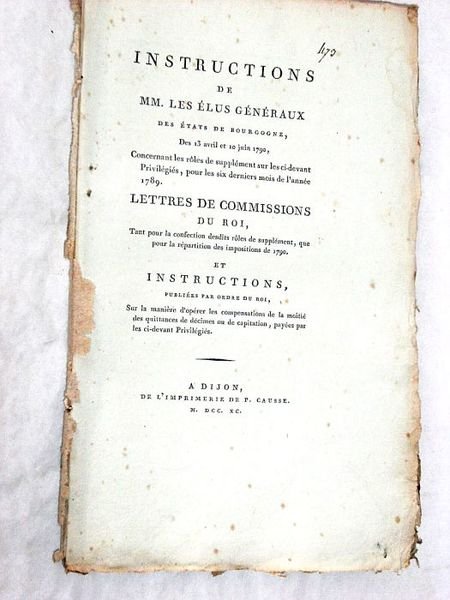 INSTRUCTIONS
DE
MM. LES ÉLUS GÉNÉRAUX
DES ÉTATS DE BOURGOGNE,
Des 13 avril et 10 juin 1790,
Concernant les rôles de supplément sur les ci-devant
Privilégiés, pour les six derniers mois de l'année
1789.
LETTRES DE COMMISSIONS
DU ROI,
Tant pour la confection desdits rôles de supplément, que
pour la répartition des impositions de 1790,
ET
INSTRUCTIONS,
PUBLIÉES PAR ORDRE DU ROI,
Sur la manière d'opérer les compensations de la moitié
des quittances de décimes ou de capitation, payées par
les ci-devant Privilégiés.
A DIJON,
DE L'IMPRIMERIE DE P. CAUSSE.
M. DCC. XC.